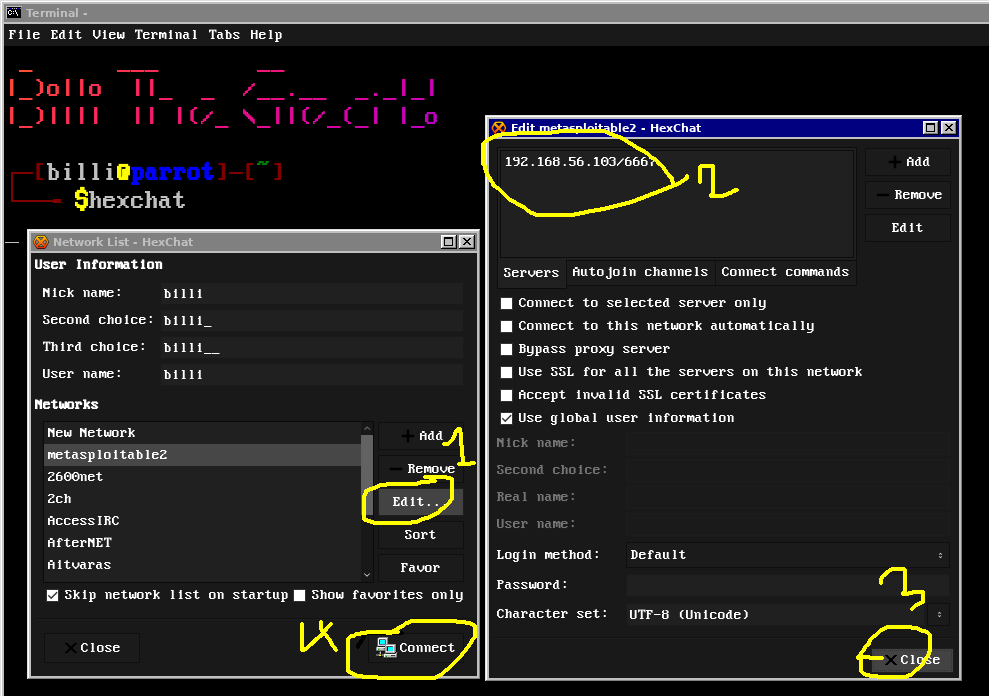 Terminal -
File Edit View Terminal Tabs Help
[billi@parrot]-[~]
$hexchat
Network List - HexChat
User Information
Nick name: billi
Second choice: billi_
Third choice: billi__
User name: billi
Networks
New Network
metasploitable2
2600net
2ch
AccessIRC
AfterNET
Aitvaras
Add
Remove
Edit...
Sort
Favor
Skip network list on startup Show favorites only
Close
Connect
1
Edit metasploitable2 - HexChat
192.168.56.103/6667
2
Add
Remove
Edit
Servers Autojoin channels Connect commands
Connect to selected server only
Connect to this network automatically
Bypass proxy server
Use SSL for all the servers on this network
Accept invalid SSL certificates
Use global user information
Nick name:
Second choice:
Real name:
User name:
Login method: Default
Password:
Character set: UTF-8 (Unicode)
3
Close